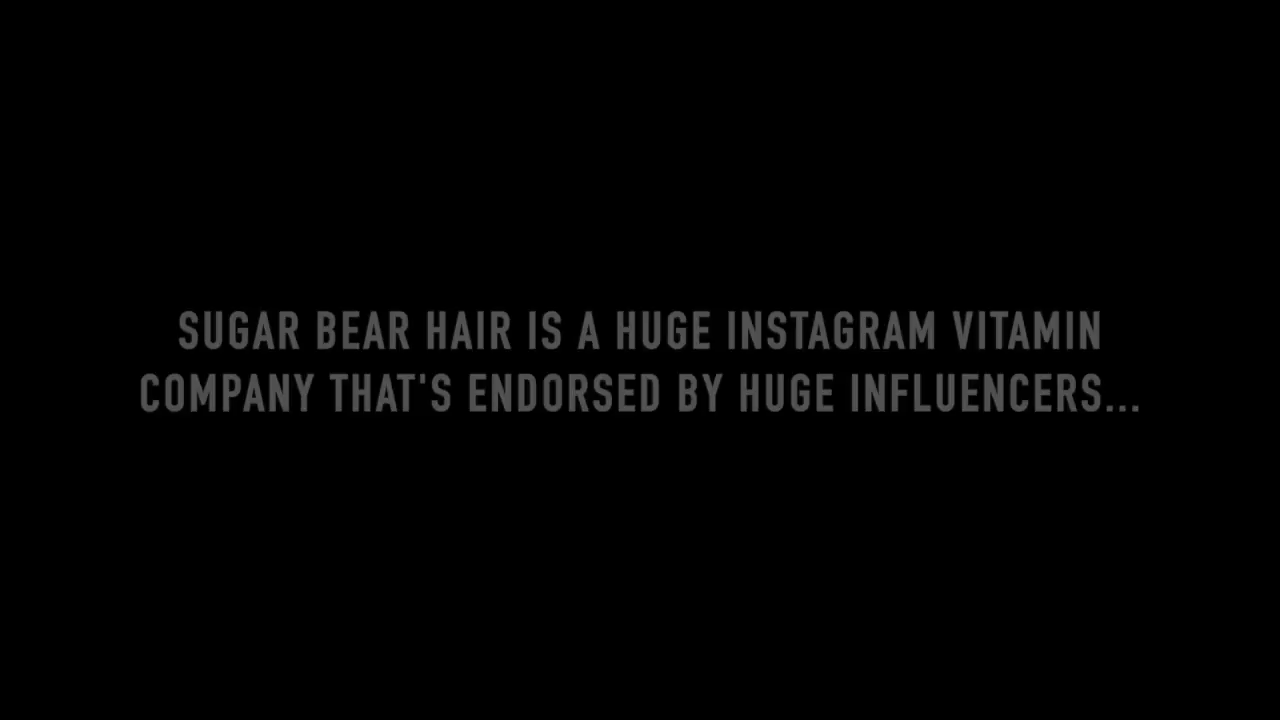 SUGAR BEAR HAIR IS A HUGE INSTAGRAM VITAMIN
COMPANY THAT'S ENDORSED BY HUGE INFLUENCERS...